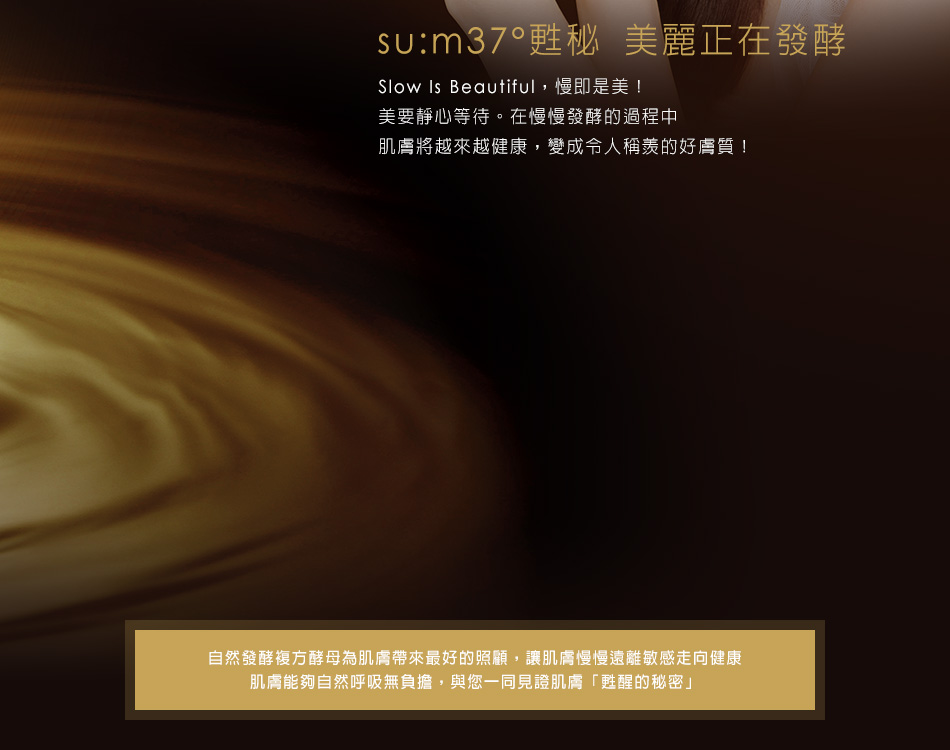 su:m37°甦秘 美麗正在發酵
Slow Is Beautiful，慢即是美！
美要靜心等待。在慢慢發酵的過程中
肌膚將越來越健康，變成令人稱羨的好膚質！
自然發酵複方酵母為肌膚帶來最好的照顧，讓肌膚慢慢遠離敏感走向健康
肌膚能夠自然呼吸無負擔，與您一同見證肌膚「甦醒的秘密」